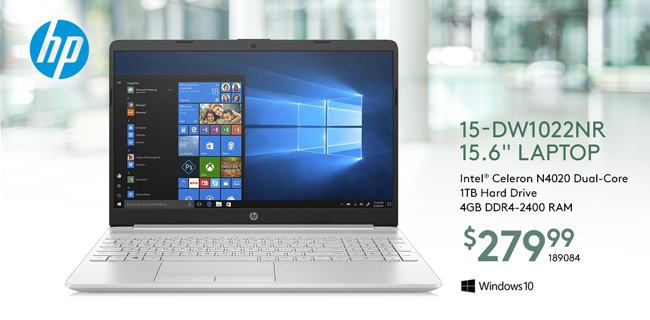 hp
15-DW1022NR
15.6" LAPTOP
Intel® Celeron N4020 Dual-Core
1TB Hard Drive
4GB DDR4-2400 RAM
$279.99
189084
Windows 10